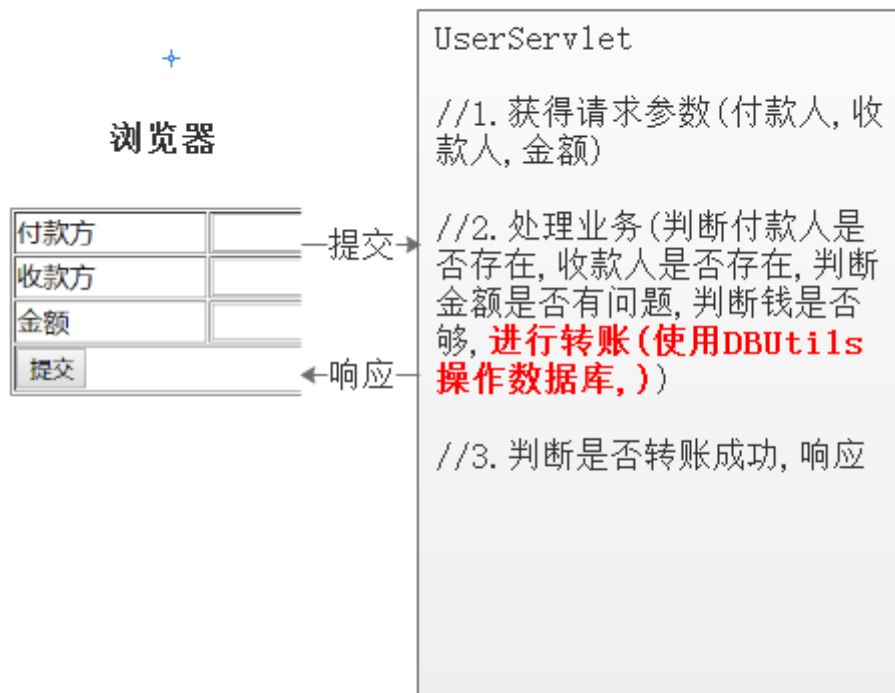 浏览器
付款方
收款方
金额
提交
提交
响应
UserServlet
//1.获得请求参数(付款人,收
款人,金额)
//2.处理业务(判断付款人是
否存在,收款人是否存在,判断
金额是否有问题,判断钱是否
够,进行转账(使用DBUtils
操作数据库,))
//3.判断是否转账成功,响应